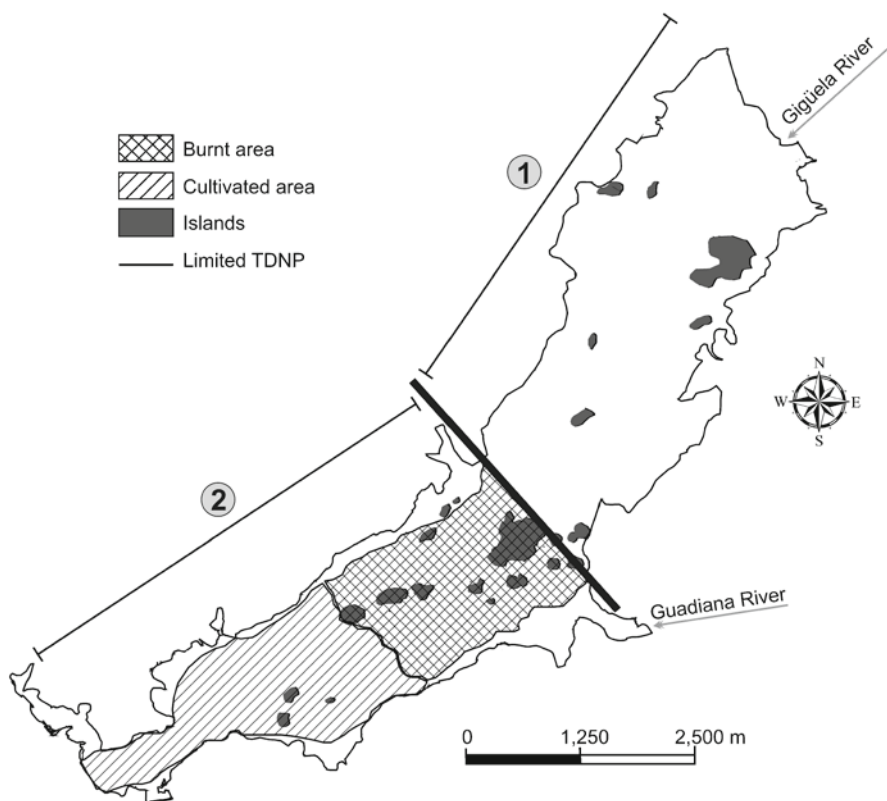 Gigüela River
Burnt area
Cultivated area
Islands
Limited TDNP
1
N
W E
S
2
Guadiana River
0 1,250 2,500 m